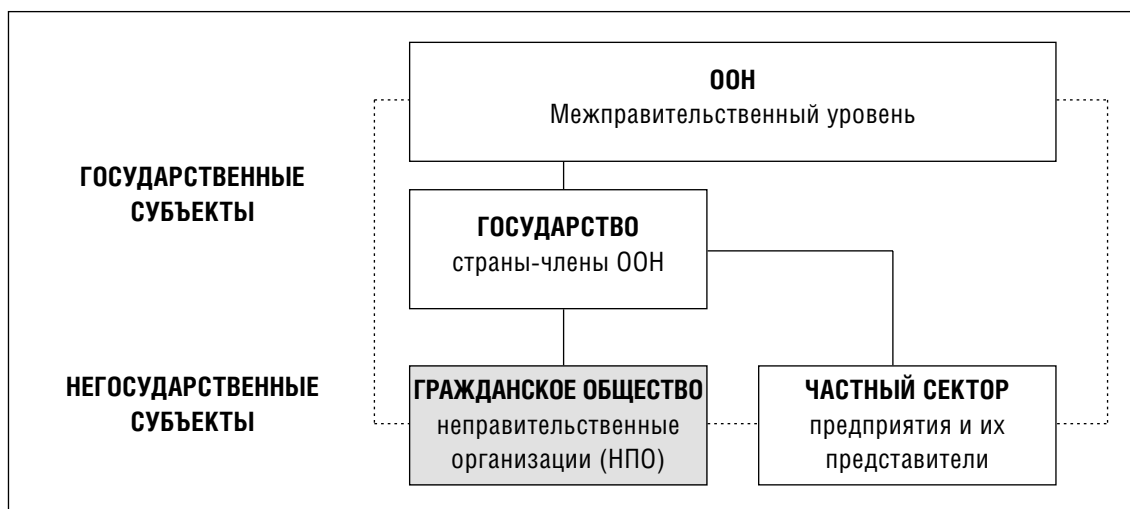 ООН
Межправительственный уровень
ГОСУДАРСТВЕННЫЕ
СУБЪЕКТЫ
ГОСУДАРСТВО
страны-члены ООН
НЕГОСУДАРСТВЕННЫЕ
СУБЪЕКТЫ
ГРАЖДАНСКОЕ ОБЩЕСТВО
неправительственные
организации (НПО)
ЧАСТНЫЙ СЕКТОР
предприятия и их
представители